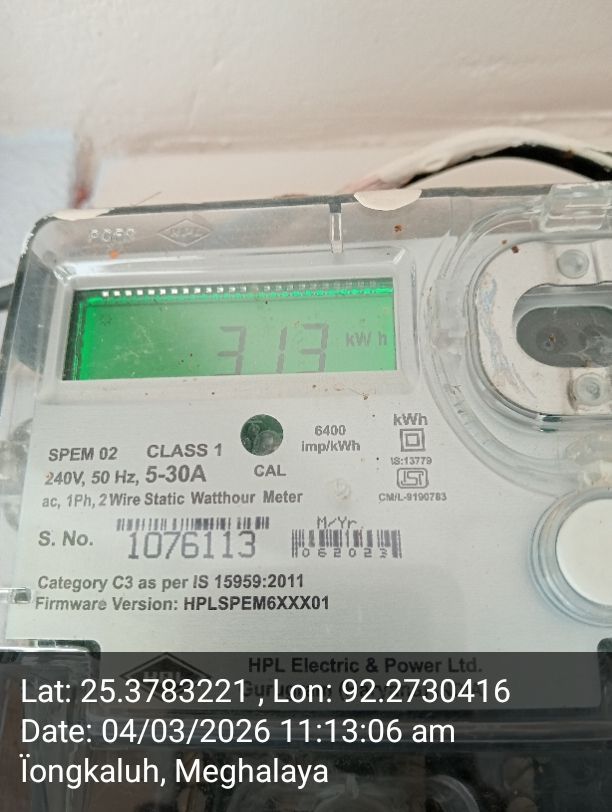 HPL
313 kWh
SPEM 02 CLASS 1
240V, 50 Hz, 5-30A
ac, 1Ph, 2 Wire Static Watthour Meter
CAL
6400
imp/kWh
kWh
IS:13779
ISI
CM/L-9190783
S. No. 1076113
M/Yr.
062023
Category C3 as per IS 15959:2011
Firmware Version: HPLSPEM6XXX01
HPL Electric & Power Ltd.
Lat: 25.3783221 , Lon: 92.2730416
Date: 04/03/2026 11:13:06 am
Ïongkaluh, Meghalaya